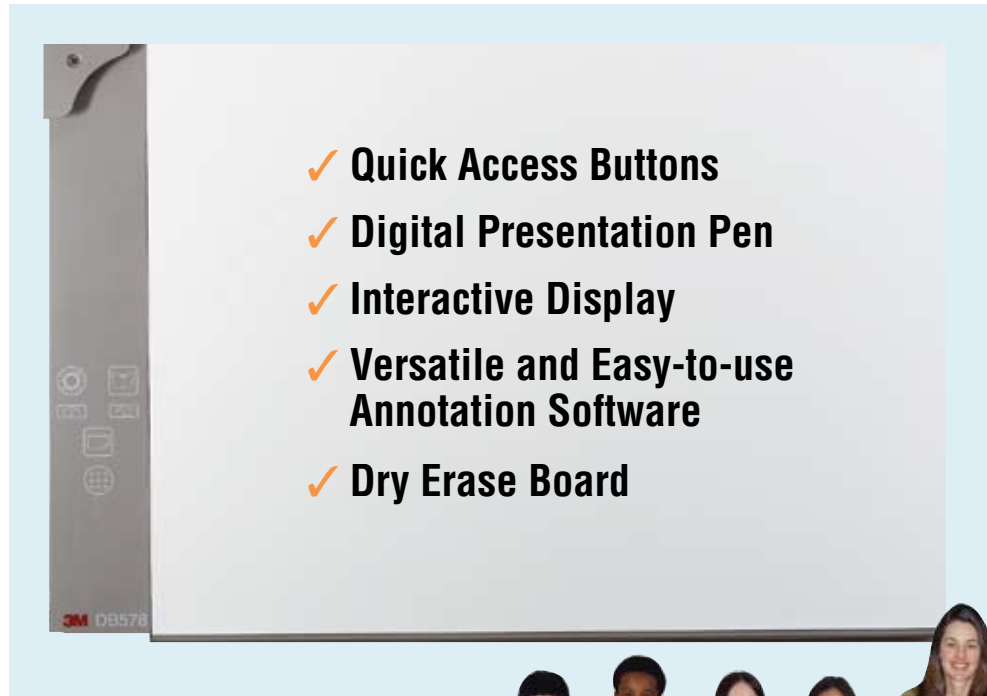 ✓ Quick Access Buttons
✓ Digital Presentation Pen
✓ Interactive Display
✓ Versatile and Easy-to-use
Annotation Software
✓ Dry Erase Board
3M DB578